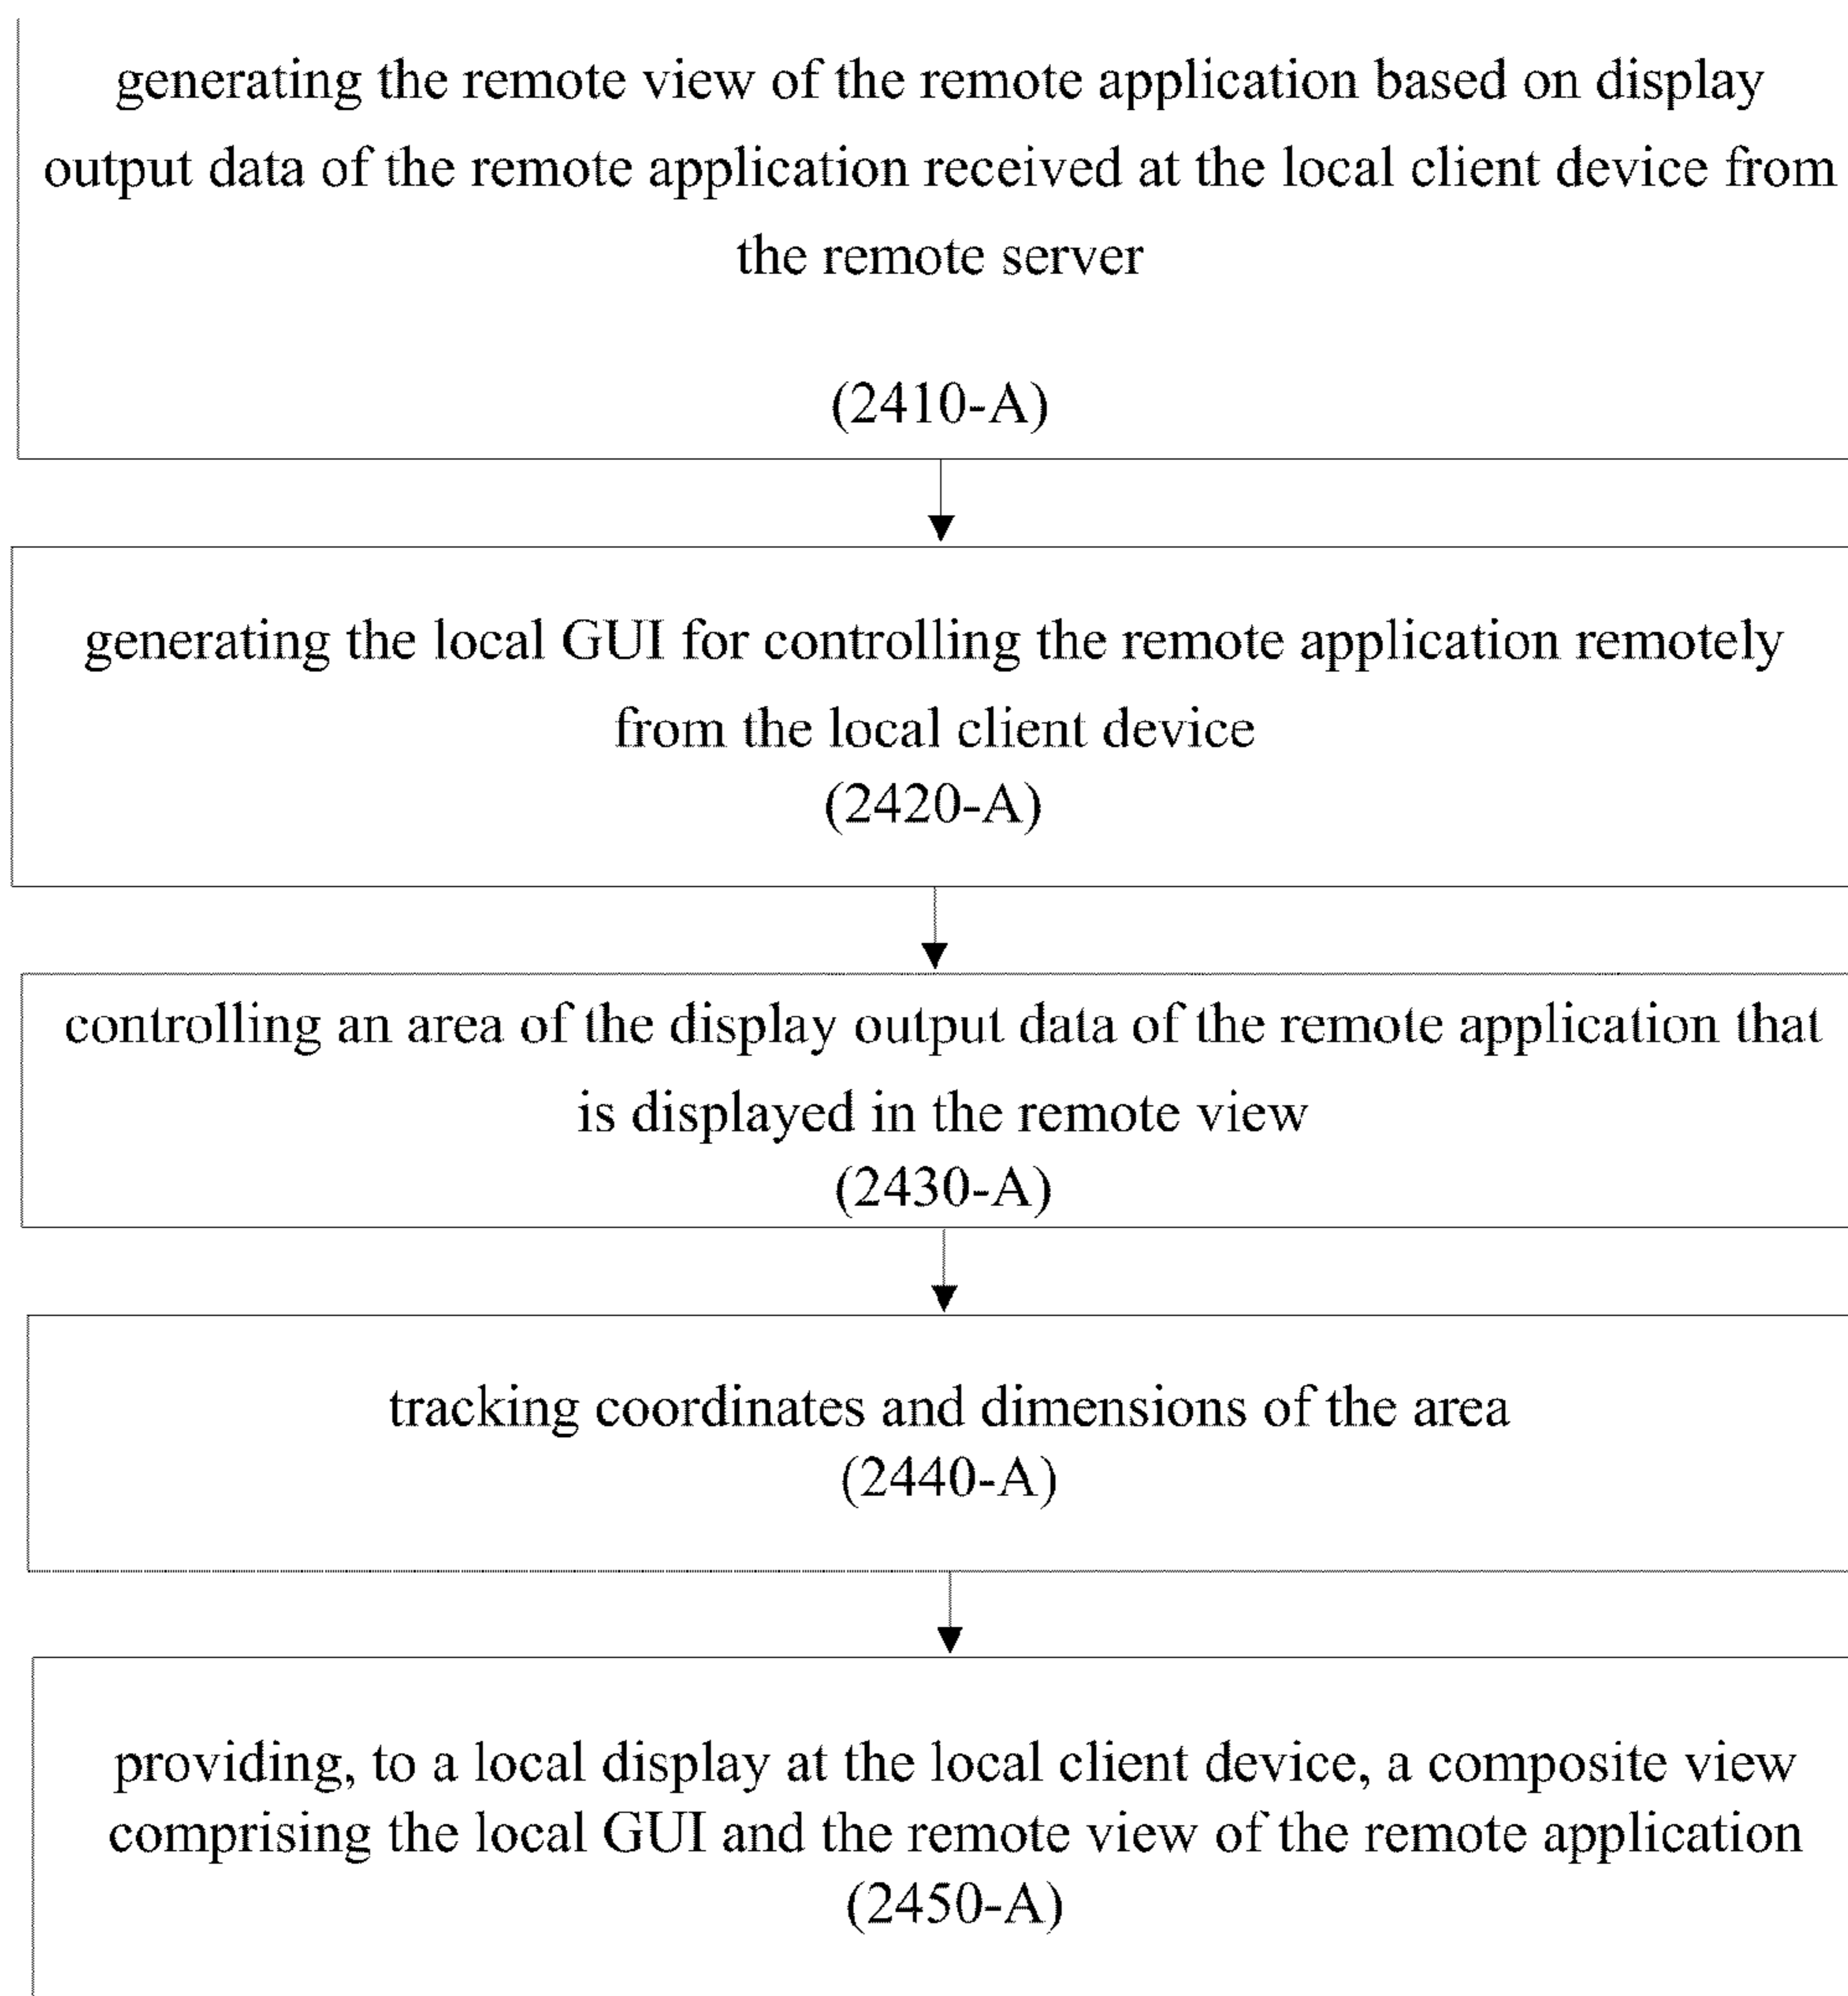 generating the remote view of the remote application based on display
output data of the remote application received at the local client device from
the remote server
(2410-A)
generating the local GUI for controlling the remote application remotely
from the local client device
(2420-A)
controlling an area of the display output data of the remote application that
is displayed in the remote view
(2430-A)
tracking coordinates and dimensions of the area
(2440-A)
providing, to a local display at the local client device, a composite view
comprising the local GUI and the remote view of the remote application
(2450-A)